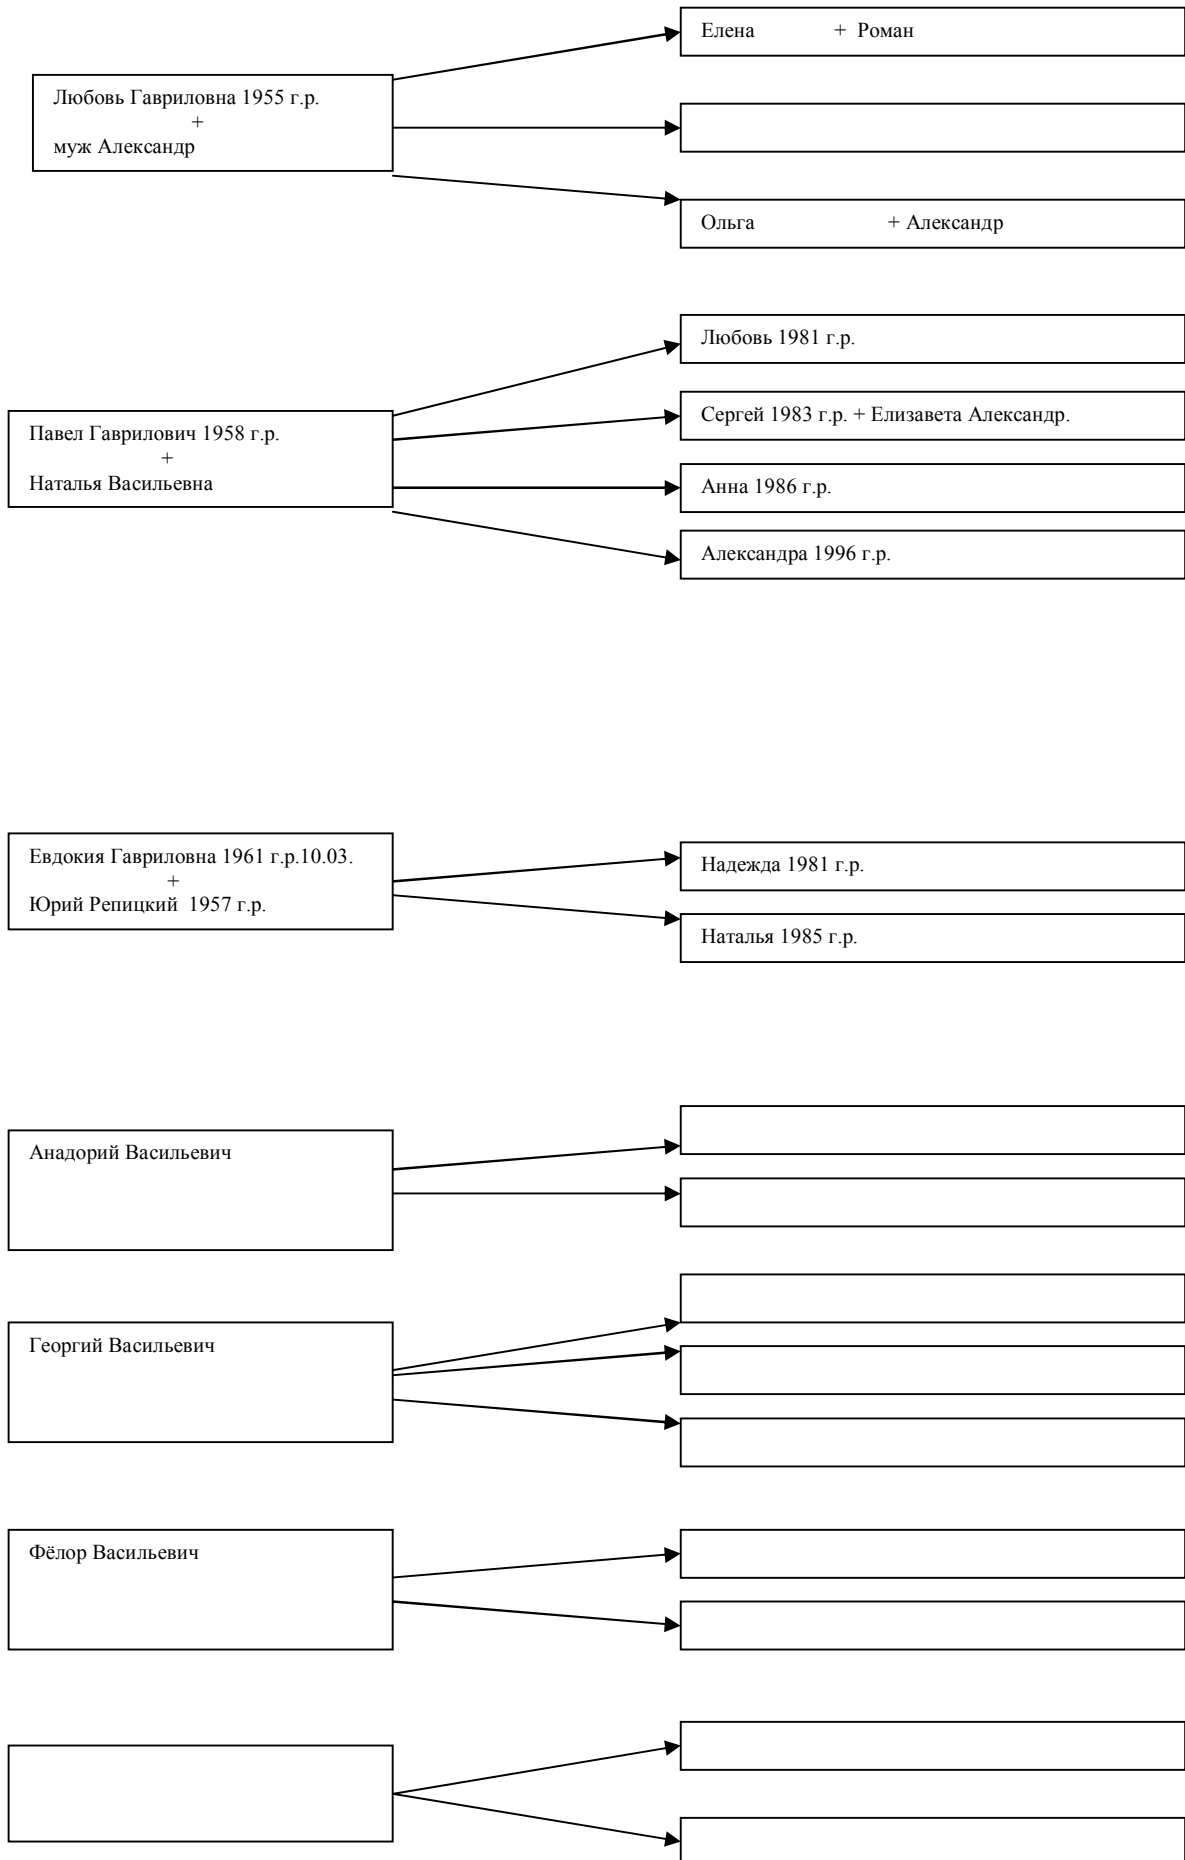 Елена + Роман
Любовь Гавриловна 1955 г.р.
+
муж Александр
Ольга + Александр
Любовь 1981 г.р.
Сергей 1983 г.р. + Елизавета Александр.
Павел Гаврилович 1958 г.р.
+
Наталья Васильевна
Анна 1986 г.р.
Александра 1996 г.р.
Евдокия Гавриловна 1961 г.р.10.03.
+
Юрий Репицкий 1957 г.р.
Надежда 1981 г.р.
Наталья 1985 г.р.
Анадорий Васильевич
Георгий Васильевич
Фёлор Васильевич